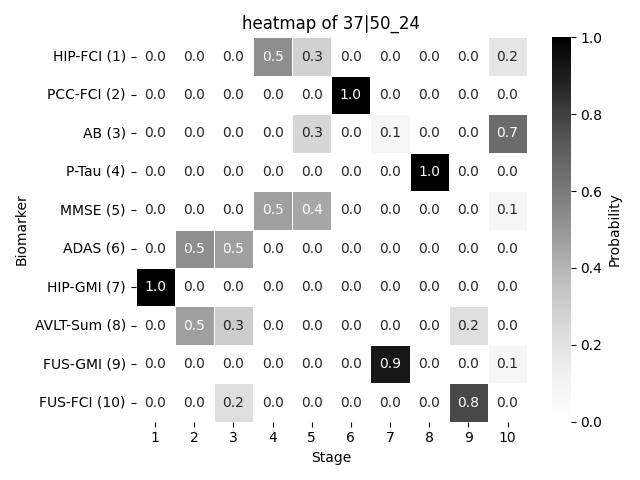 heatmap of 37|50_24
HIP-FCI (1) 0.0 0.0 0.0 0.5 0.3 0.0 0.0 0.0 0.0 0.2
PCC-FCI (2) 0.0 0.0 0.0 0.0 0.0 1.0 0.0 0.0 0.0 0.0
AB (3) 0.0 0.0 0.0 0.0 0.3 0.0 0.1 0.0 0.0 0.7
P-Tau (4) 0.0 0.0 0.0 0.0 0.0 0.0 0.0 1.0 0.0 0.0
MMSE (5) 0.0 0.0 0.0 0.5 0.4 0.0 0.0 0.0 0.0 0.1
ADAS (6) 0.0 0.5 0.5 0.0 0.0 0.0 0.0 0.0 0.0 0.0
HIP-GMI (7) 1.0 0.0 0.0 0.0 0.0 0.0 0.0 0.0 0.0 0.0
AVLT-Sum (8) 0.0 0.5 0.3 0.0 0.0 0.0 0.0 0.0 0.2 0.0
FUS-GMI (9) 0.0 0.0 0.0 0.0 0.0 0.0 0.9 0.0 0.0 0.1
FUS-FCI (10) 0.0 0.0 0.2 0.0 0.0 0.0 0.0 0.0 0.8 0.0
1 2 3 4 5 6 7 8 9 10
Stage
Biomarker
1.0
0.8
0.6
0.4
0.2
0.0
Probability